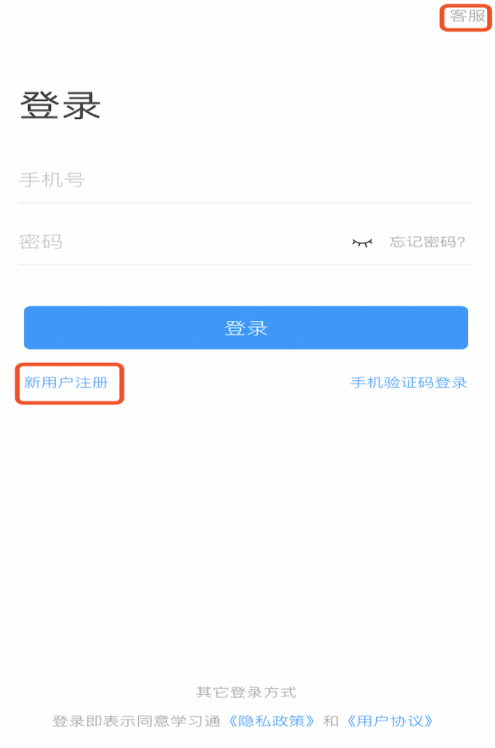 客服
登录
手机号
密码 忘记密码?
登录
新用户注册 手机验证码登录
其它登录方式
登录即表示同意学习通《隐私政策》和《用户协议》